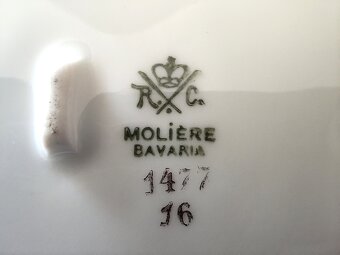 R. C.
MOLIÈRE
BAVARIA
1477
16